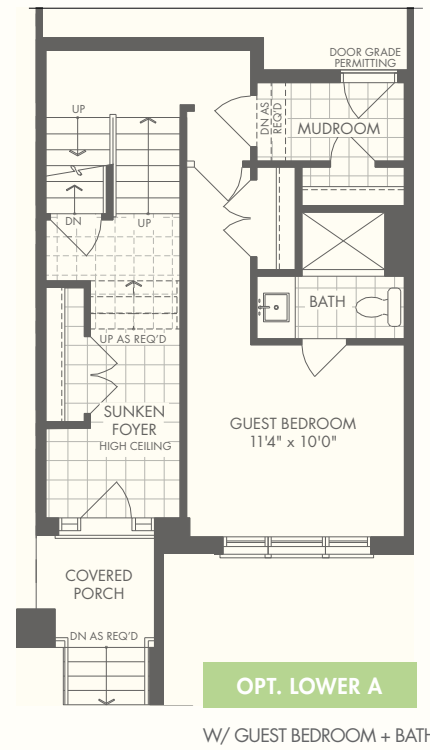 DOOR GRADE
PERMITTING
UP
DN AS
REQ'D
MUDROOM
DN
UP
BATH
UP AS REQ'D
SUNKEN
FOYER
HIGH CEILING
GUEST BEDROOM
11'4" x 10'0"
COVERED
PORCH
DN AS REQ'D
OPT. LOWER A
W/ GUEST BEDROOM + BATH